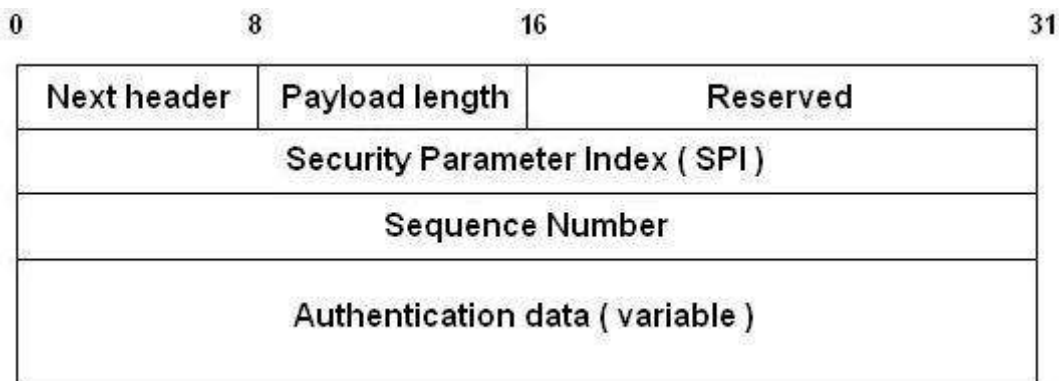 0 8 16 31
Next header Payload length Reserved
Security Parameter Index ( SPI )
Sequence Number
Authentication data ( variable )